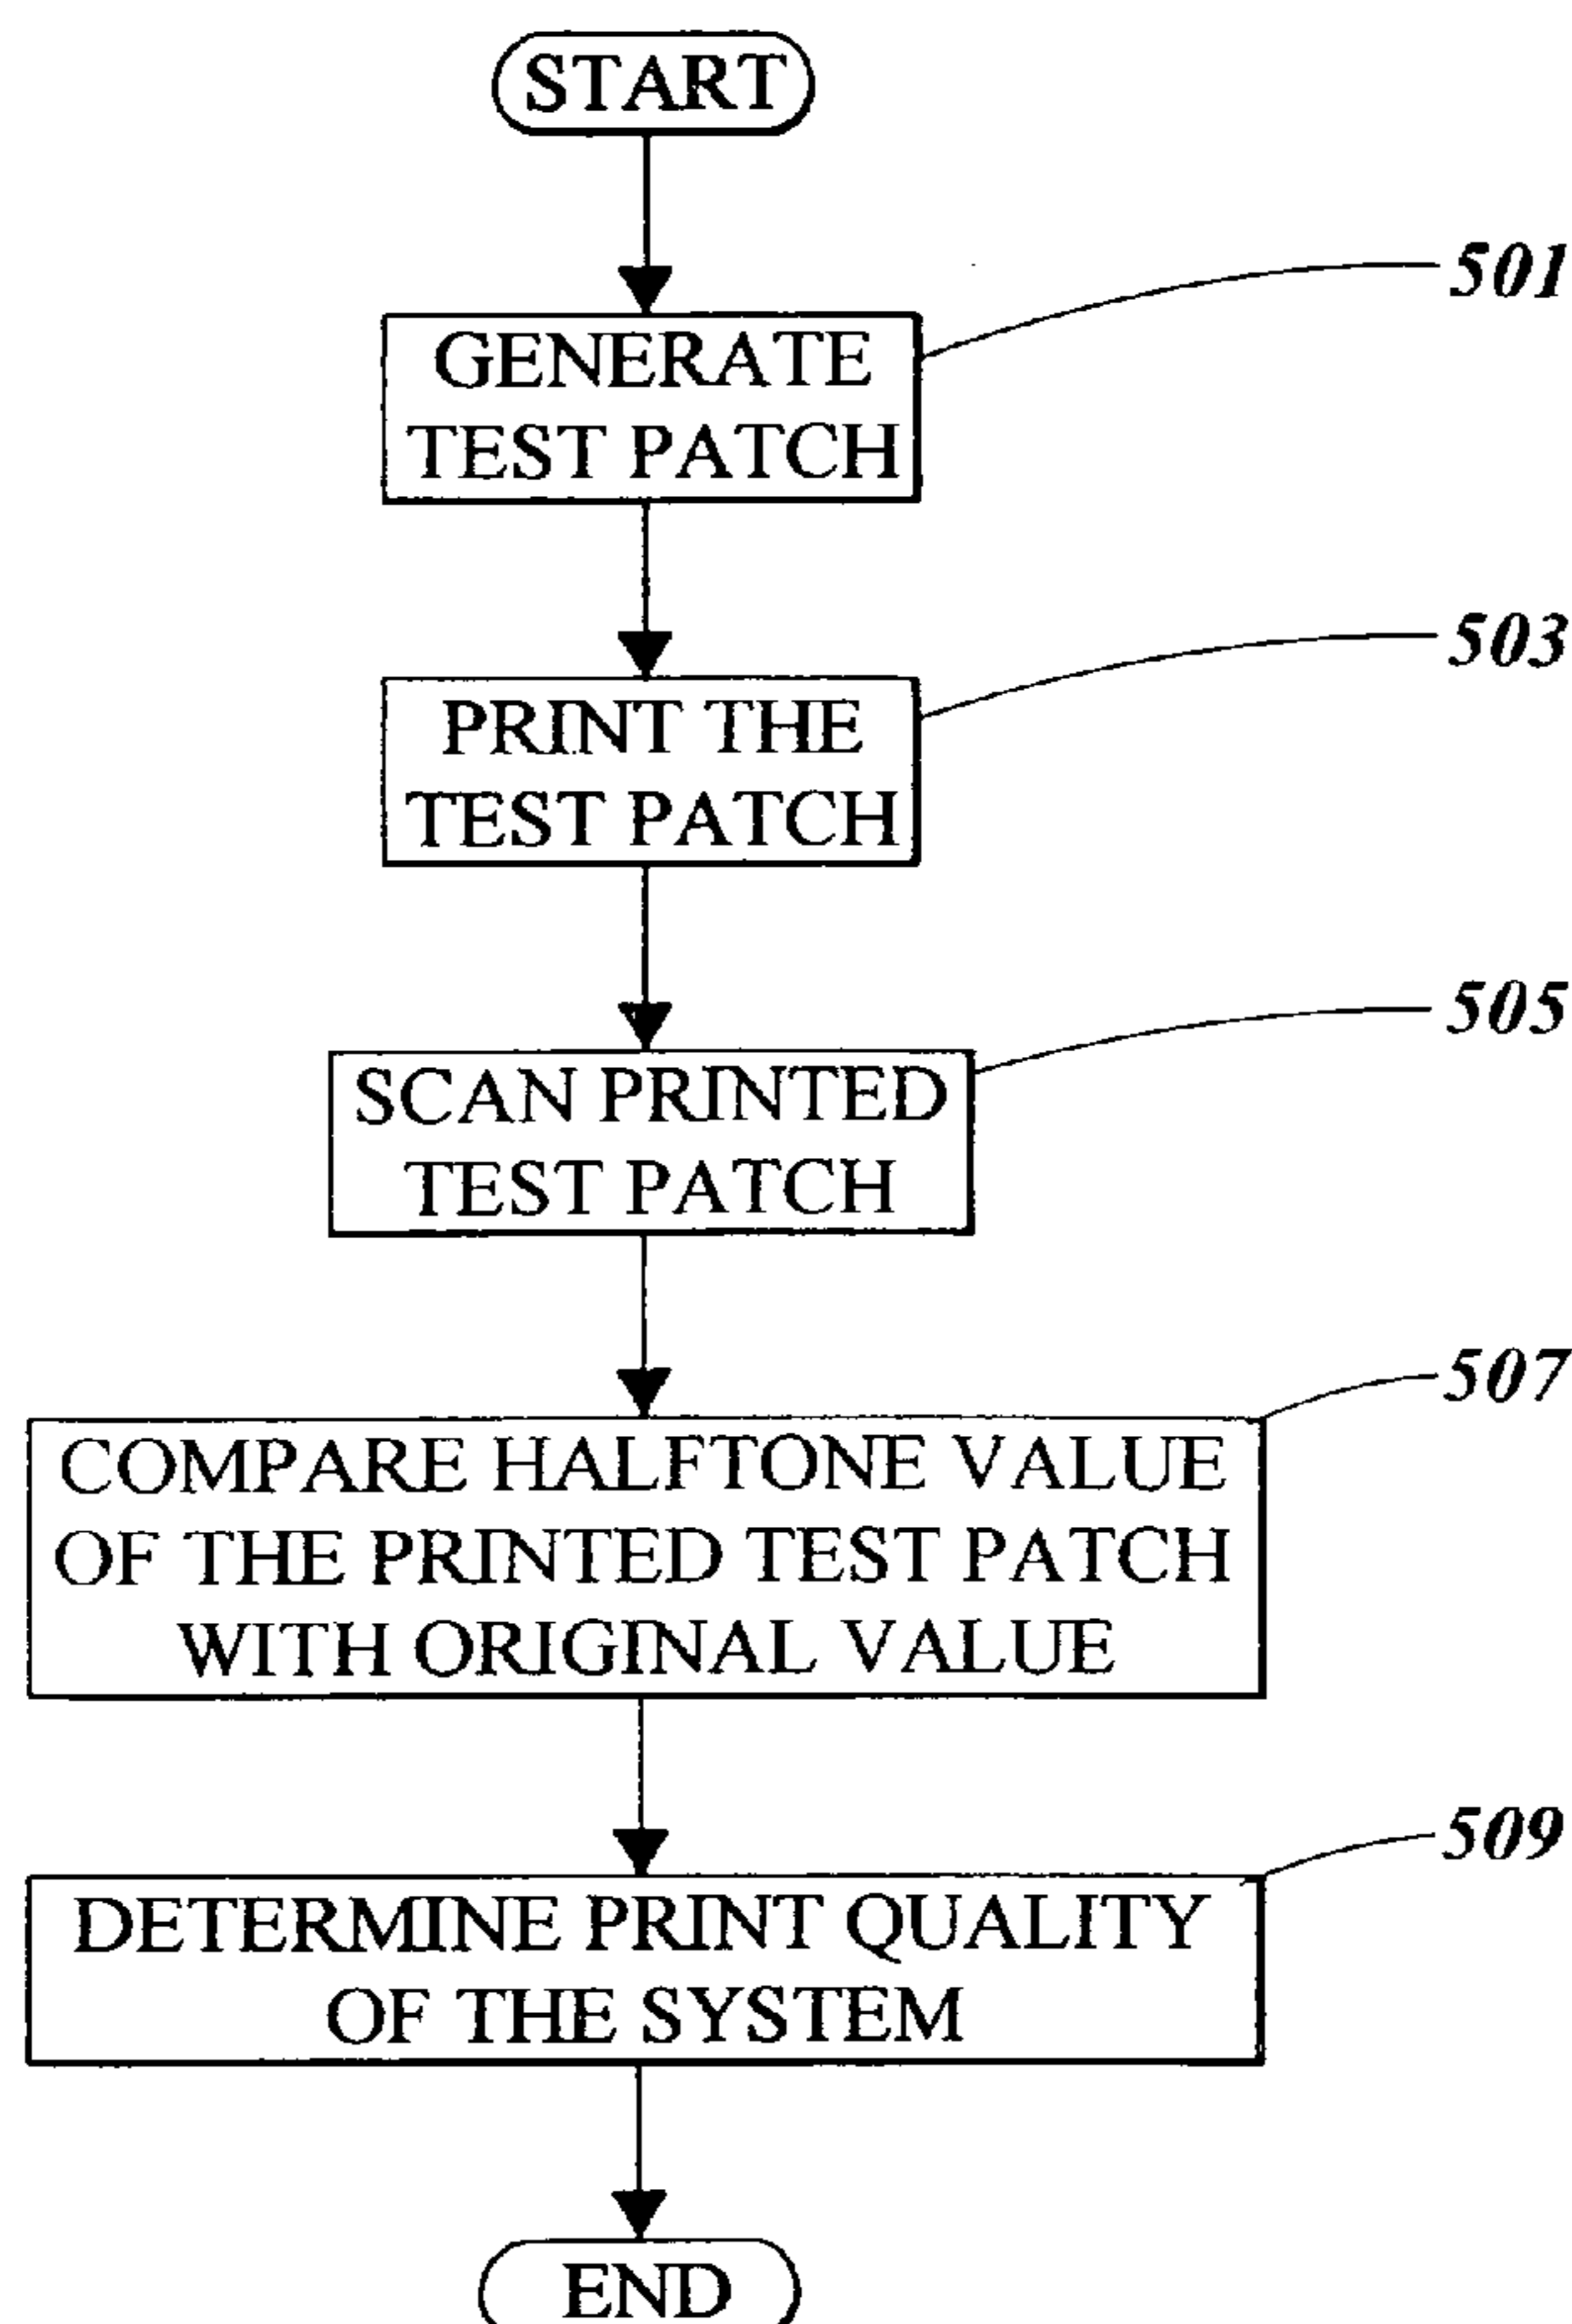 START
501
GENERATE
TEST PATCH
503
PRINT THE
TEST PATCH
505
SCAN PRINTED
TEST PATCH
507
COMPARE HALFTONE VALUE
OF THE PRINTED TEST PATCH
WITH ORIGINAL VALUE
509
DETERMINE PRINT QUALITY
OF THE SYSTEM
END